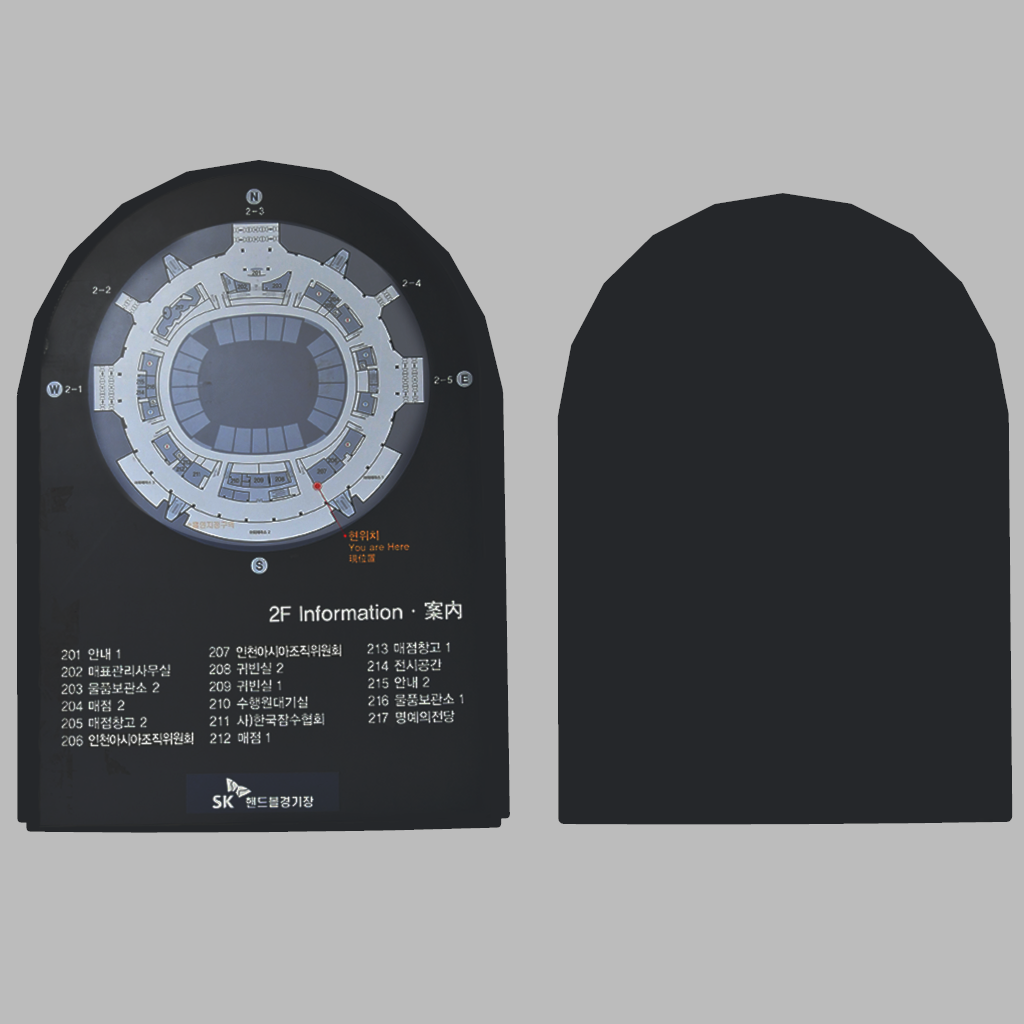 N
2-3
2-2
2-4
W 2-1
2-5 E
현위치
You are Here
現位置
S
2F Information · 案内
201 안내 1
202 매표관리사무실
203 물품보관소 2
204 매점 2
205 매점창고 2
206 인천아시아조직위원회
207 인천아시아조직위원회
208 귀빈실 2
209 귀빈실 1
210 수행원대기실
211 사)한국잠수협회
212 매점 1
213 매점창고 1
214 전시공간
215 안내 2
216 물품보관소 1
217 명예의전당
SK 핸드볼경기장